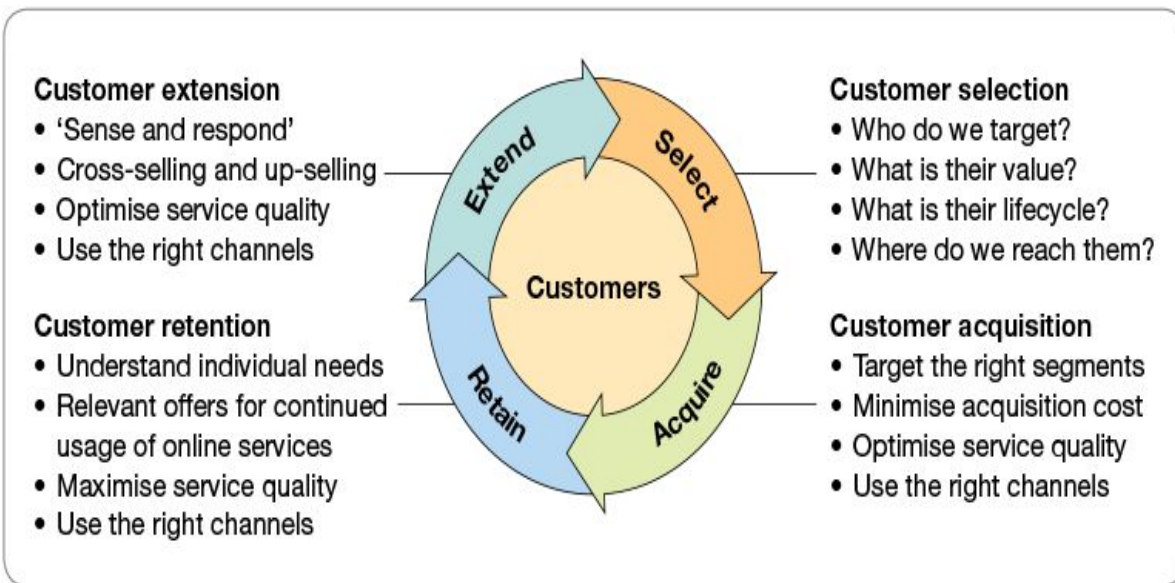 Customer extension
• ‘Sense and respond’
• Cross-selling and up-selling
• Optimise service quality
• Use the right channels
Customer retention
• Understand individual needs
• Relevant offers for continued
usage of online services
• Maximise service quality
• Use the right channels
Extend
Select
Customers
Retain
Acquire
Customer selection
• Who do we target?
• What is their value?
• What is their lifecycle?
• Where do we reach them?
Customer acquisition
• Target the right segments
• Minimise acquisition cost
• Optimise service quality
• Use the right channels